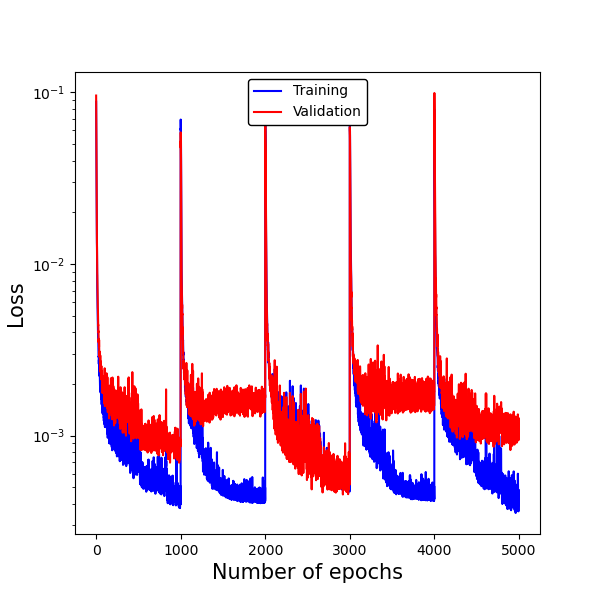 Training
Validation
10⁻¹
10⁻²
10⁻³
Loss
0 1000 2000 3000 4000 5000
Number of epochs